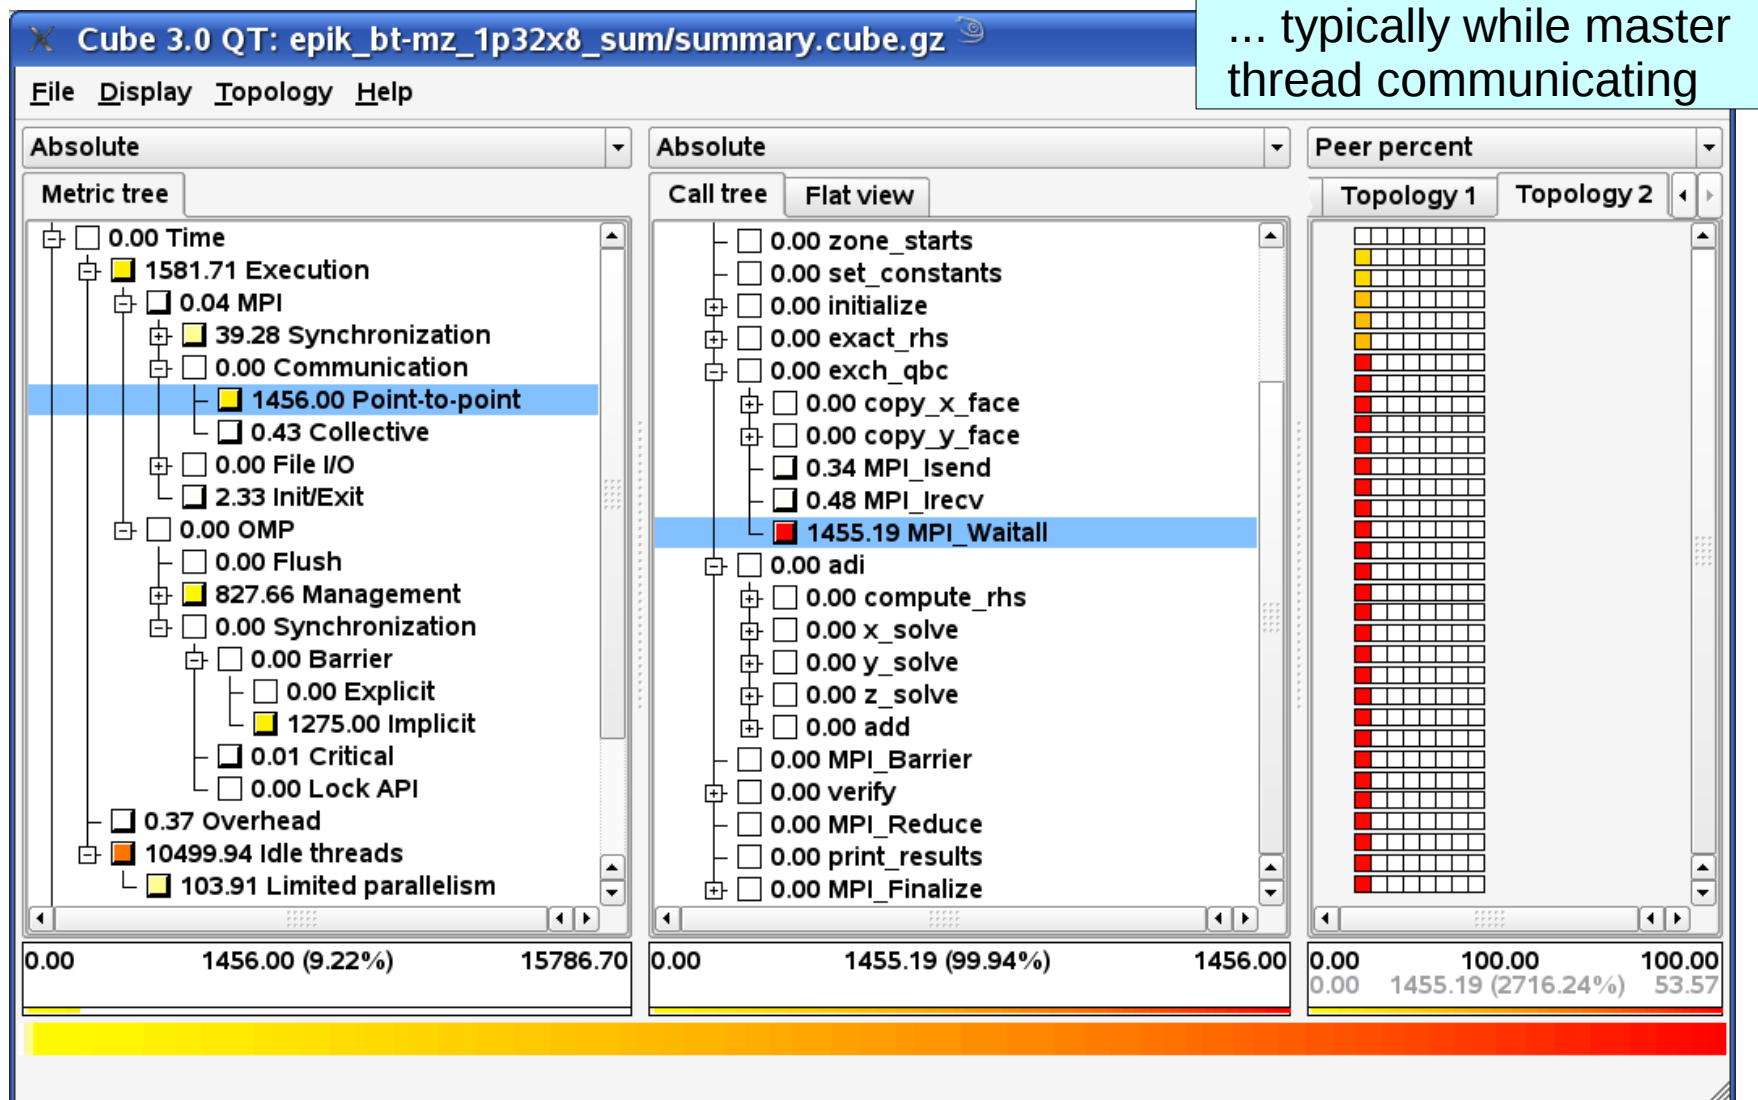 Cube 3.0 QT: epik_bt-mz_1p32x8_sum/summary.cube.gz
... typically while master
thread communicating
File Display Topology Help
Absolute
Metric tree
0.00 Time
1581.71 Execution
0.04 MPI
39.28 Synchronization
0.00 Communication
1456.00 Point-to-point
0.43 Collective
0.00 File I/O
2.33 Init/Exit
0.00 OMP
0.00 Flush
827.66 Management
0.00 Synchronization
0.00 Barrier
0.00 Explicit
1275.00 Implicit
0.01 Critical
0.00 Lock API
0.37 Overhead
10499.94 Idle threads
103.91 Limited parallelism
0.00 1456.00 (9.22%) 15786.70
Absolute
Call tree Flat view
0.00 zone_starts
0.00 set_constants
0.00 initialize
0.00 exact_rhs
0.00 exch_qbc
0.00 copy_x_face
0.00 copy_y_face
0.34 MPI_Isend
0.48 MPI_Irecv
1455.19 MPI_Waitall
0.00 adi
0.00 compute_rhs
0.00 x_solve
0.00 y_solve
0.00 z_solve
0.00 add
0.00 MPI_Barrier
0.00 verify
0.00 MPI_Reduce
0.00 print_results
0.00 MPI_Finalize
0.00 1455.19 (99.94%) 1456.00
Peer percent
Topology 1 Topology 2
0.00 100.00 100.00
0.00 1455.19 (2716.24%) 53.57